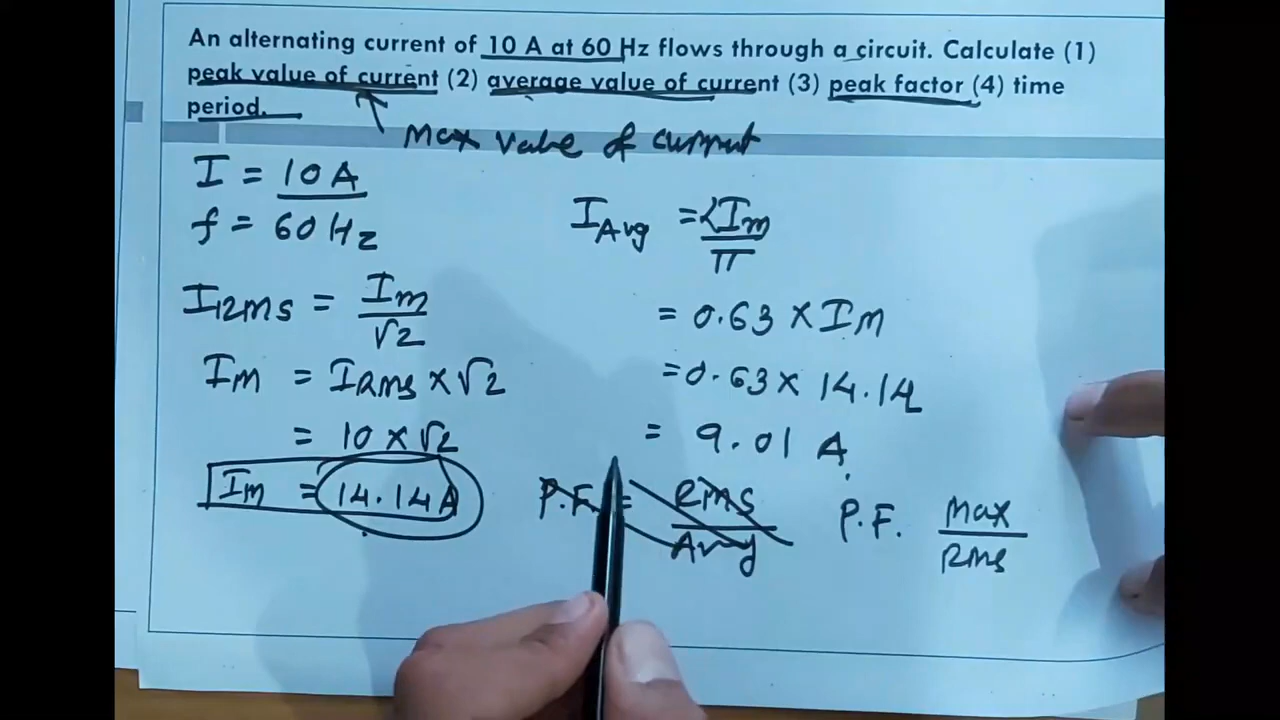 An alternating current of 10 A at 60 Hz flows through a circuit. Calculate (1)
peak value of current (2) average value of current (3) peak factor (4) time
period.
Max value of current
I = 10 A
f = 60 Hz
IRMS = Im/√2
Im = IRMS × √2
= 10 × √2
Im = 14.14A
IAvg = 2Im/π
= 0.63 × Im
= 0.63 × 14.14
= 9.01 A
P.F = RMS/Avg
P.F. Max/RMS